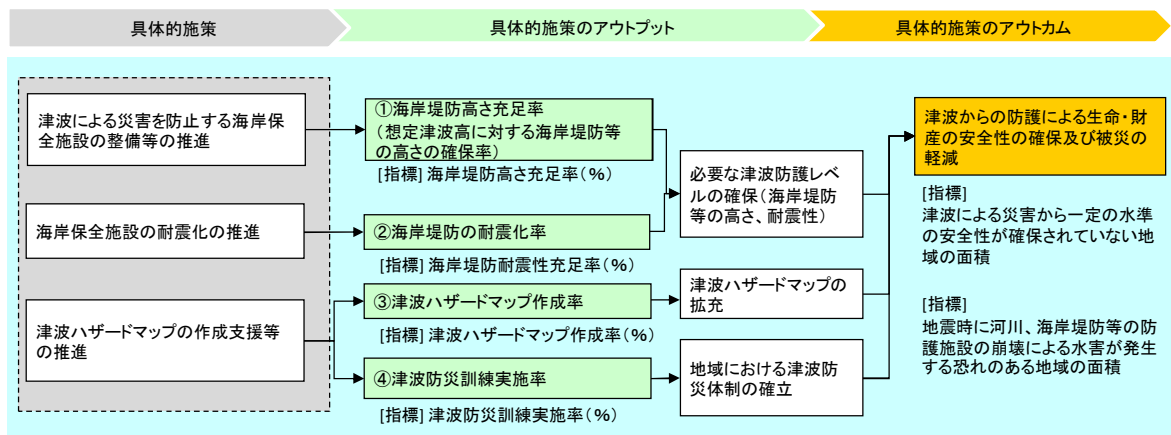 具体的施策
具体的施策のアウトプット
具体的施策のアウトカム
津波による災害を防止する海岸保
全施設の整備等の推進
海岸保全施設の耐震化の推進
津波ハザードマップの作成支援等
の推進
①海岸堤防高さ充足率
（想定津波高に対する海岸堤防等
の高さの確保率）
[指標] 海岸堤防高さ充足率（％）
②海岸堤防の耐震化率
[指標] 海岸堤防耐震性充足率（％）
③津波ハザードマップ作成率
[指標] 津波ハザードマップ作成率（％）
④津波防災訓練実施率
[指標] 津波防災訓練実施率（％）
必要な津波防護レベ
ルの確保（海岸堤防
等の高さ、耐震性）
津波ハザードマップの
拡充
地域における津波防
災体制の確立
津波からの防護による生命・財
産の安全性の確保及び被災の
軽減
[指標]
津波による災害から一定の水準
の安全性が確保されていない地
域の面積
[指標]
地震時に河川、海岸堤防等の防
護施設の崩壊による水害が発生
する恐れのある地域の面積